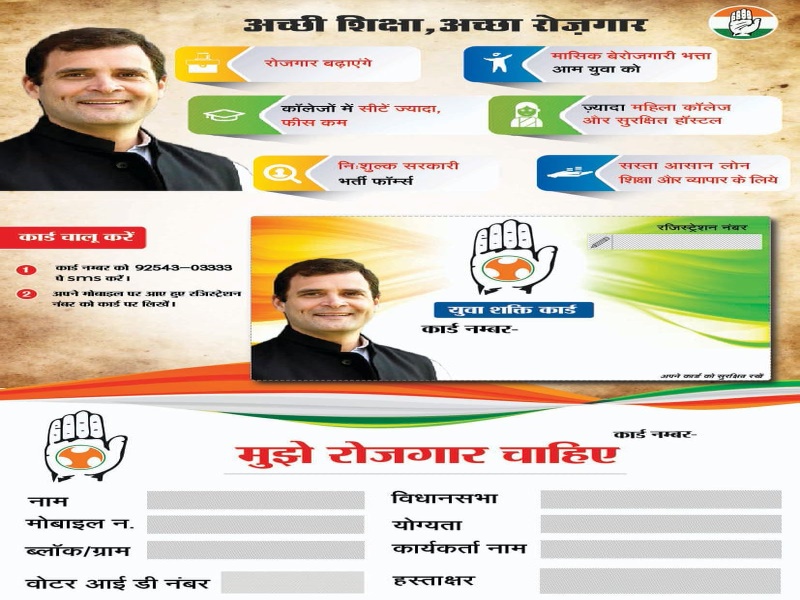 अच्छी शिक्षा, अच्छा रोज़गार
रोजगार बढ़ाएंगे
मासिक बेरोजगारी भत्ता
आम युवा को
कॉलेजों में सीटें ज्यादा,
फीस कम
ज़्यादा महिला कॉलेज
और सुरक्षित हॉस्टल
निःशुल्क सरकारी
भर्ती फॉर्म्स
सस्ता आसान लोन
शिक्षा और व्यापार के लिये
कार्ड चालू करें
1 कार्ड नम्बर को 92543-03333
पे sms करें।
2 अपने मोबाइल पर आए हुए रजिस्ट्रेशन
नंबर को कार्ड पर लिखें।
रजिस्ट्रेशन नंबर
युवा शक्ति कार्ड
कार्ड नम्बर-
अपने कार्ड को सुरक्षित रखें
कार्ड नम्बर-
मुझे रोजगार चाहिए
नाम
मोबाइल न.
ब्लॉक/ग्राम
वोटर आई डी नंबर
विधानसभा
योग्यता
कार्यकर्ता नाम
हस्ताक्षर